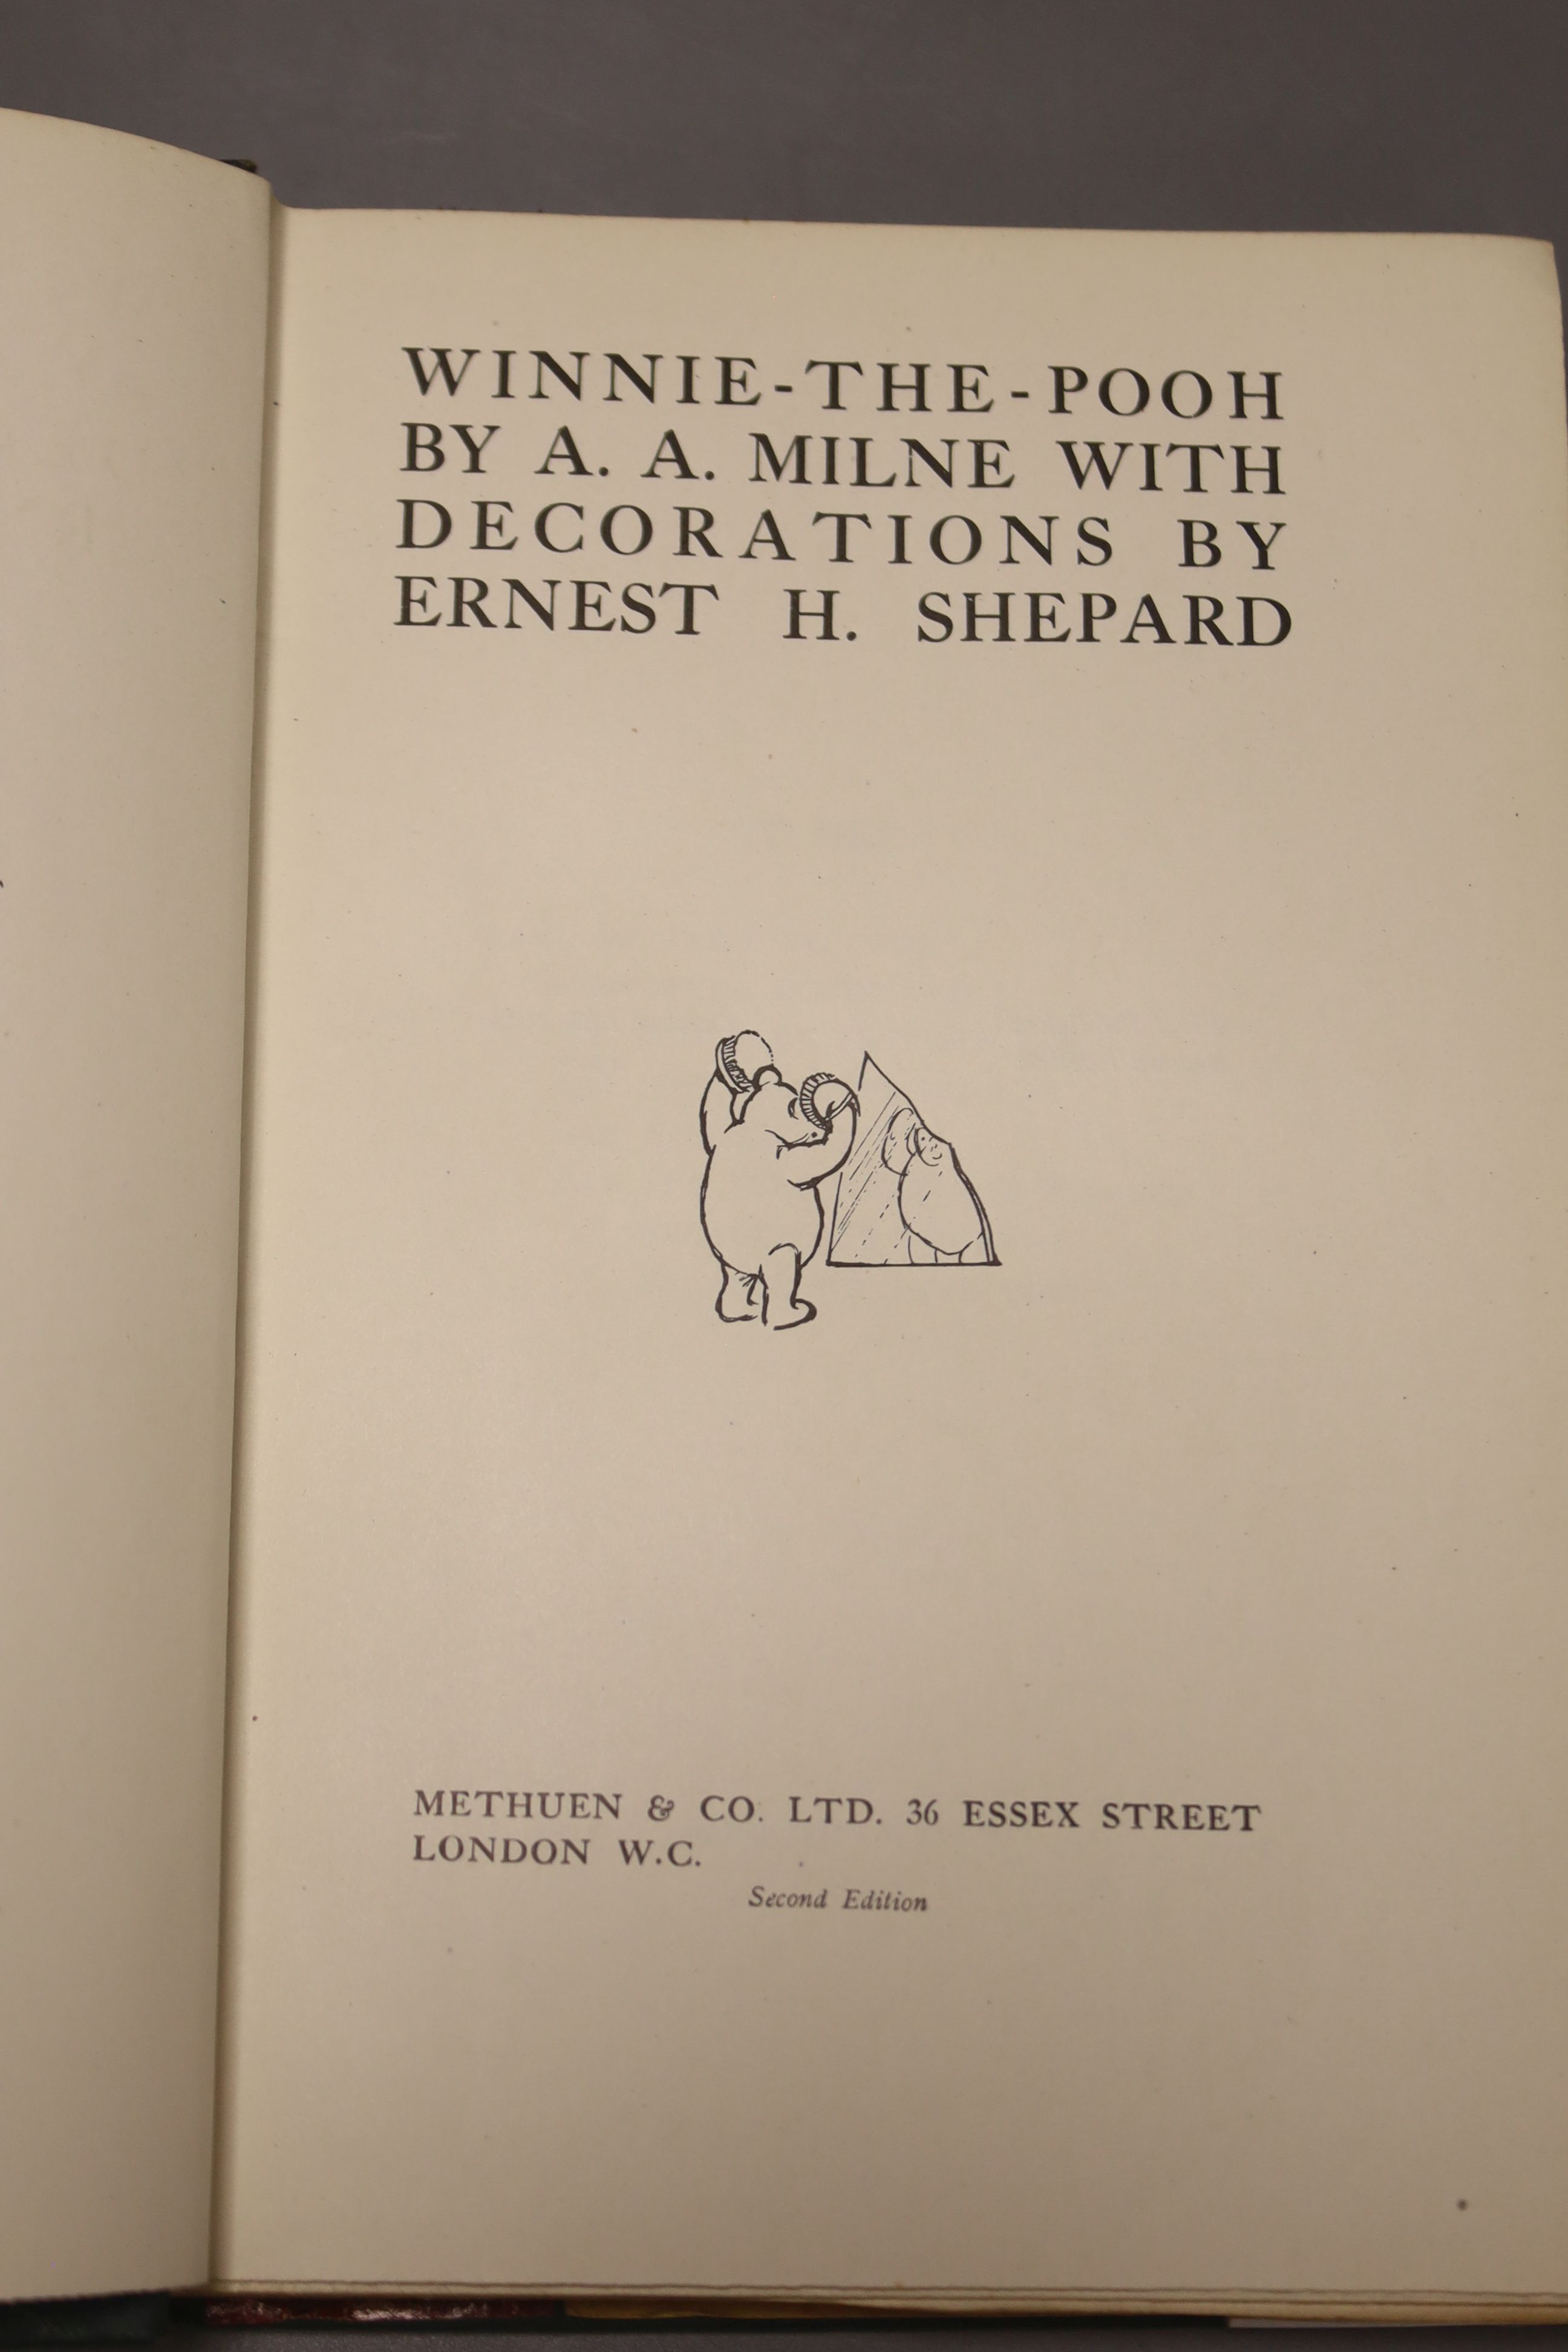 WINNIE-THE-POOH
BY A. A. MILNE WITH
DECORATIONS BY
ERNEST H. SHEPARD
METHUEN & CO. LTD. 36 ESSEX STREET
LONDON W.C.
Second Edition